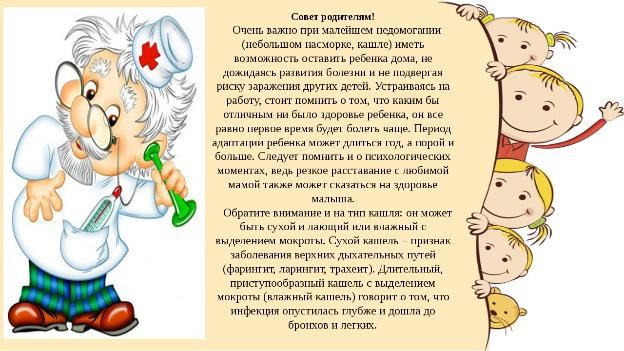 Совет родителям!
Очень важно при малейшем недомогании
(небольшом насморке, кашле) иметь
возможность оставить ребенка дома, не
дожидаясь развития болезни и не подвергая
риску заражения других детей. Устраиваясь на
работу, стоит помнить о том, что каким бы
отличным ни было здоровье ребенка, он все
равно первое время будет болеть чаще. Период
адаптации ребенка может длиться год, а порой и
больше. Следует помнить и о психологических
моментах, ведь резкое расставание с любимой
мамой также может сказаться на здоровье
малыша.
Обратите внимание и на тип кашля: он может
быть сухой и лающий или влажный с
выделением мокроты. Сухой кашель – признак
заболевания верхних дыхательных путей
(фарингит, ларингит, трахеит). Длительный,
приступообразный кашель с выделением
мокроты (влажный кашель) говорит о том, что
инфекция опустилась глубже и дошла до
бронхов и легких.